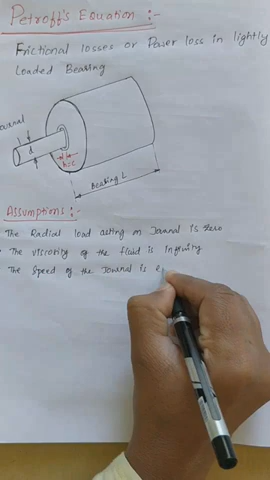 Petroff's Equation :-
Frictional losses or Power loss in lightly
Loaded Bearing
ournal
d
h=c
Bearing L
Assumptions:-
The Radial load acting on Journal is zero
The viscosity of the fluid is Infinity
The Speed of the Journal is